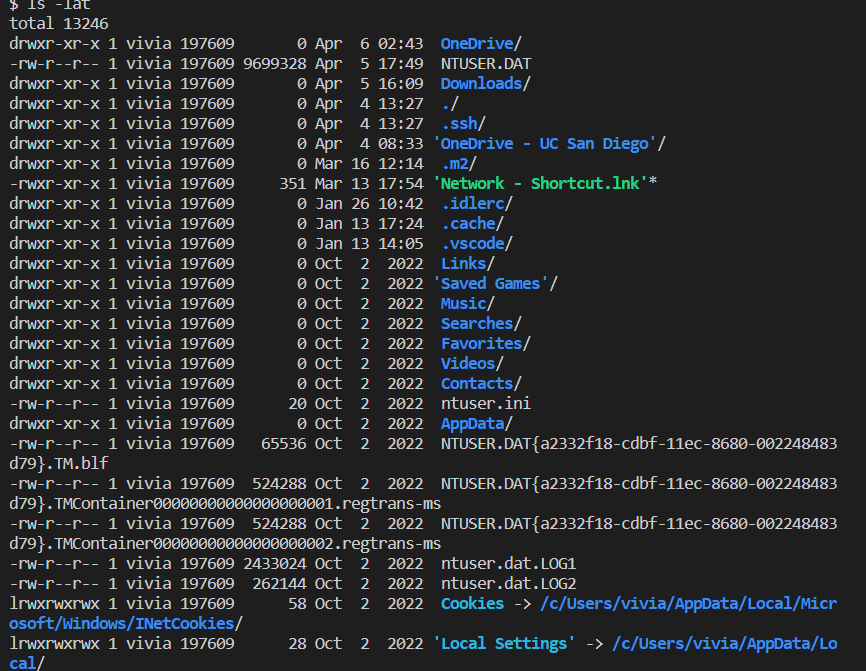 $ ls -lat
total 13246
drwxr-xr-x 1 vivia 197609       0 Apr  6 02:43  OneDrive/
-rw-r--r-- 1 vivia 197609 9699328 Apr  5 17:49  NTUSER.DAT
drwxr-xr-x 1 vivia 197609       0 Apr  5 16:09  Downloads/
drwxr-xr-x 1 vivia 197609       0 Apr  4 13:27  ./
drwxr-xr-x 1 vivia 197609       0 Apr  4 13:27  .ssh/
drwxr-xr-x 1 vivia 197609       0 Apr  4 08:33 'OneDrive - UC San Diego'/
drwxr-xr-x 1 vivia 197609       0 Mar 16 12:14  .m2/
-rwxr-xr-x 1 vivia 197609     351 Mar 13 17:54 'Network - Shortcut.lnk'*
drwxr-xr-x 1 vivia 197609       0 Jan 26 10:42  .idlerc/
drwxr-xr-x 1 vivia 197609       0 Jan 13 17:24  .cache/
drwxr-xr-x 1 vivia 197609       0 Jan 13 14:05  .vscode/
drwxr-xr-x 1 vivia 197609       0 Oct  2  2022  Links/
drwxr-xr-x 1 vivia 197609       0 Oct  2  2022 'Saved Games'/
drwxr-xr-x 1 vivia 197609       0 Oct  2  2022  Music/
drwxr-xr-x 1 vivia 197609       0 Oct  2  2022  Searches/
drwxr-xr-x 1 vivia 197609       0 Oct  2  2022  Favorites/
drwxr-xr-x 1 vivia 197609       0 Oct  2  2022  Videos/
drwxr-xr-x 1 vivia 197609       0 Oct  2  2022  Contacts/
-rw-r--r-- 1 vivia 197609      20 Oct  2  2022  ntuser.ini
drwxr-xr-x 1 vivia 197609       0 Oct  2  2022  AppData/
-rw-r--r-- 1 vivia 197609   65536 Oct  2  2022  NTUSER.DAT{a2332f18-cdbf-11ec-8680-002248483
d79}.TM.blf
-rw-r--r-- 1 vivia 197609  524288 Oct  2  2022  NTUSER.DAT{a2332f18-cdbf-11ec-8680-002248483
d79}.TMContainer00000000000000000001.regtrans-ms
-rw-r--r-- 1 vivia 197609  524288 Oct  2  2022  NTUSER.DAT{a2332f18-cdbf-11ec-8680-002248483
d79}.TMContainer00000000000000000002.regtrans-ms
-rw-r--r-- 1 vivia 197609 2433024 Oct  2  2022  ntuser.dat.LOG1
-rw-r--r-- 1 vivia 197609  262144 Oct  2  2022  ntuser.dat.LOG2
lrwxrwxrwx 1 vivia 197609      58 Oct  2  2022  Cookies -> /c/Users/vivia/AppData/Local/Micr
osoft/Windows/INetCookies/
lrwxrwxrwx 1 vivia 197609      28 Oct  2  2022 'Local Settings' -> /c/Users/vivia/AppData/Lo
cal/